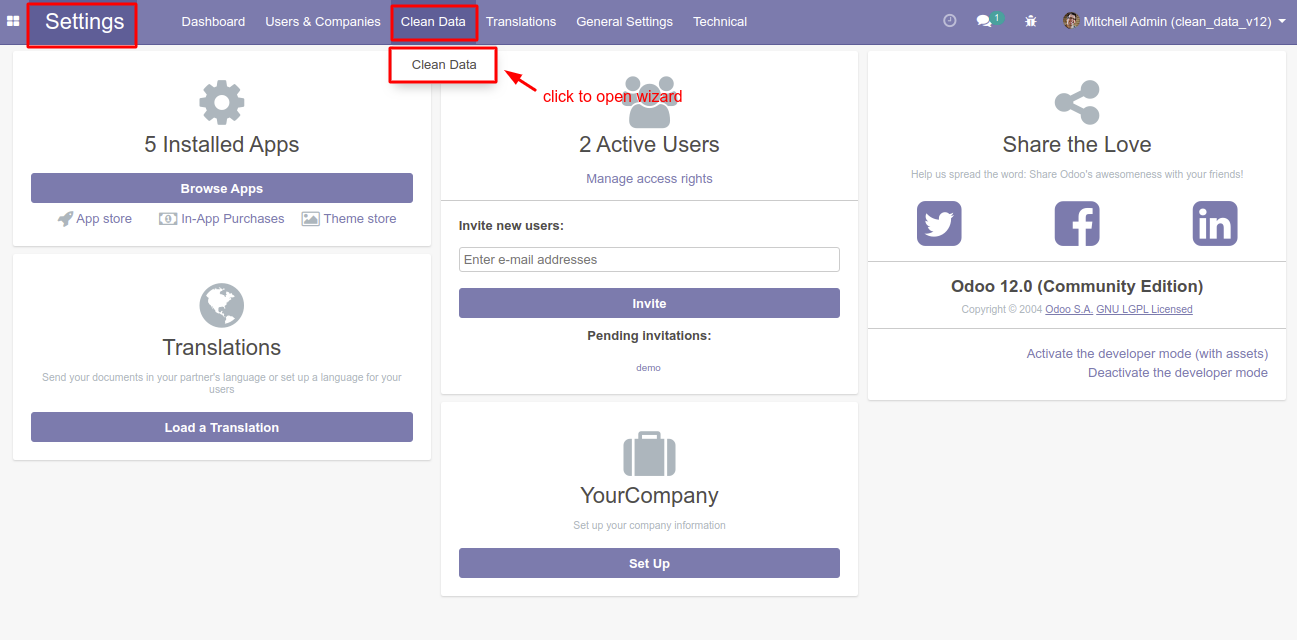 Settings
Dashboard Users & Companies Clean Data Translations General Settings Technical
1 Mitchell Admin (clean_data_v12)
Clean Data
click to open wizard
5 Installed Apps
Browse Apps
App store In-App Purchases Theme store
Translations
Send your documents in your partner's language or set up a language for your
users
Load a Translation
2 Active Users
Manage access rights
Invite new users:
Enter e-mail addresses
Invite
Pending invitations:
demo
YourCompany
Set up your company information
Set Up
Share the Love
Help us spread the word: Share Odoo's awesomeness with your friends!
Odoo 12.0 (Community Edition)
Copyright © 2004 Odoo S.A. GNU LGPL Licensed
Activate the developer mode (with assets)
Deactivate the developer mode